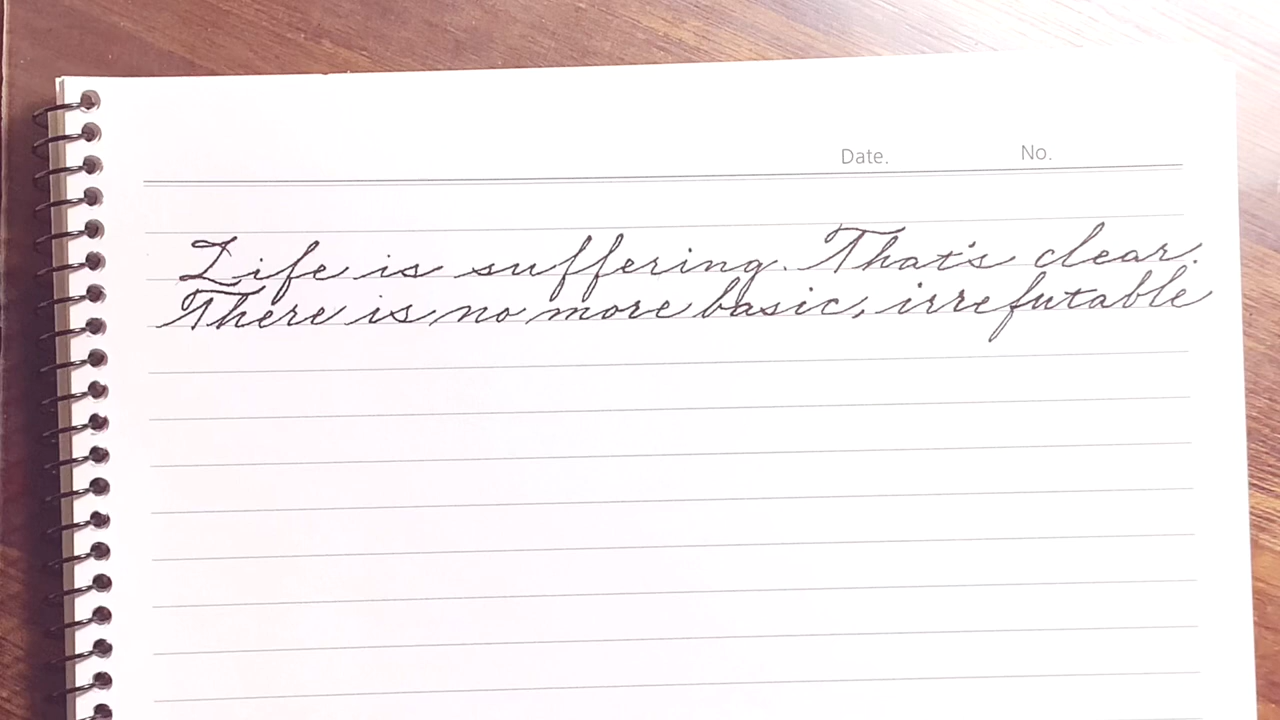 Date. No.
Life is suffering. That's clear.
There is no more basic, irrefutable